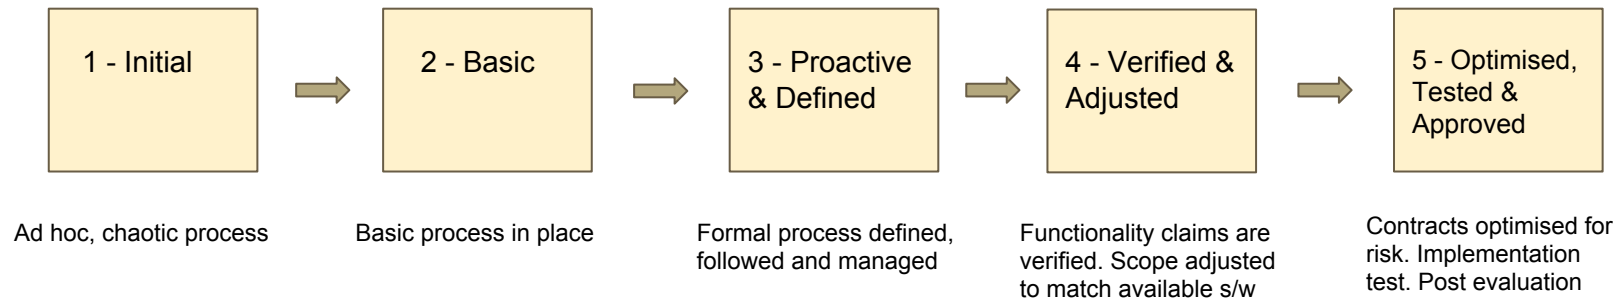 1 - Initial
2 - Basic
3 - Proactive
& Defined
4 - Verified &
Adjusted
5 - Optimised,
Tested &
Approved
Ad hoc, chaotic process
Basic process in place
Formal process defined,
followed and managed
Functionality claims are
verified. Scope adjusted
to match available s/w
Contracts optimised for
risk. Implementation
test. Post evaluation